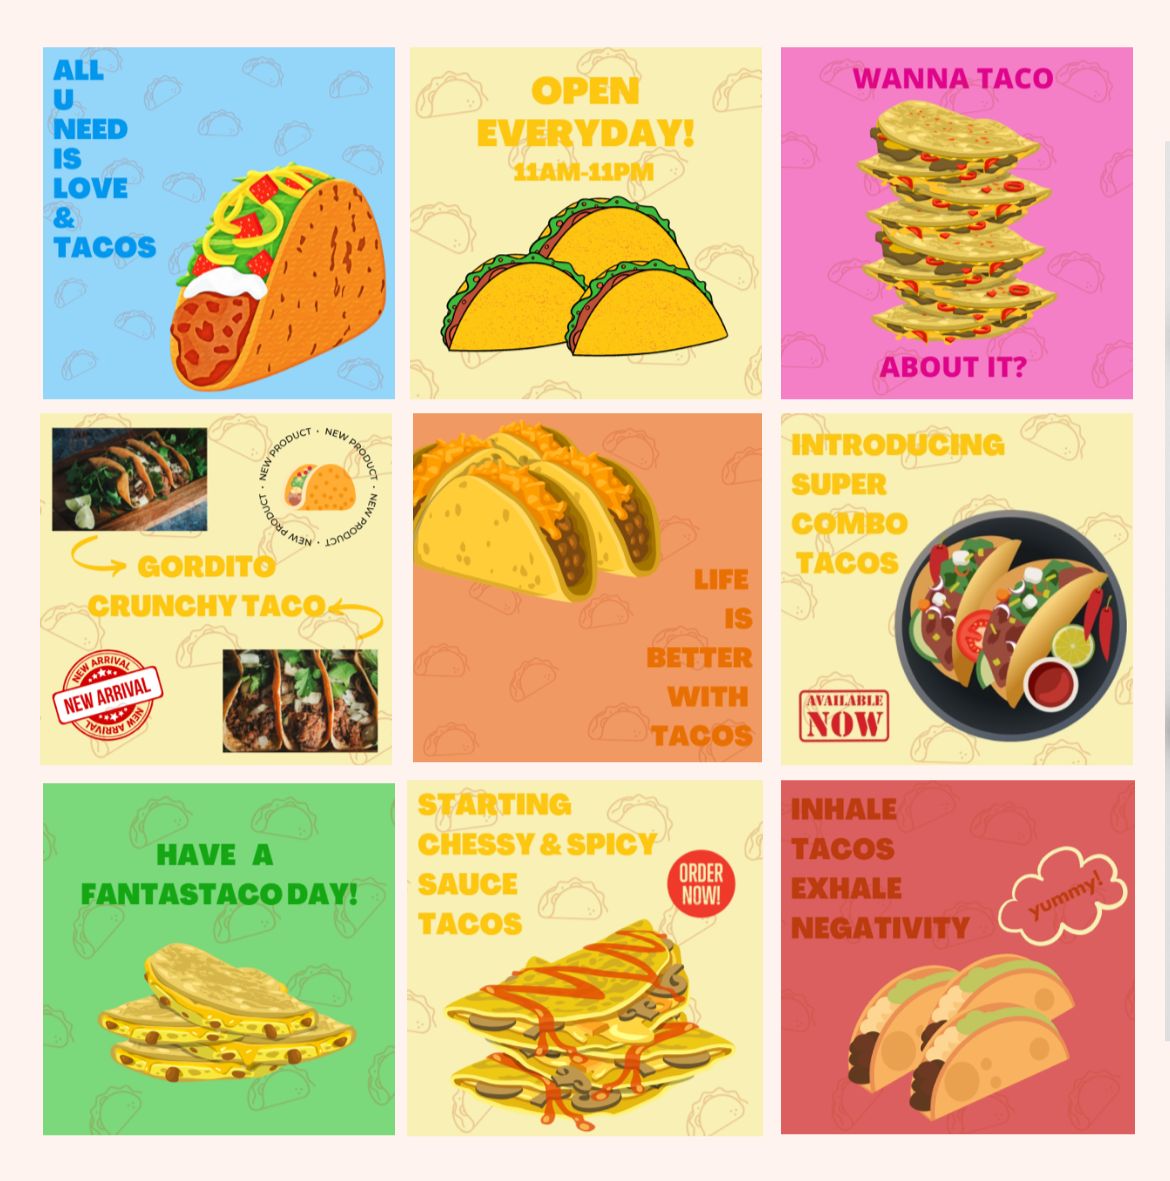 ALL
U
NEED
IS
LOVE
&
TACOS
OPEN
EVERYDAY!
11AM-11PM
WANNA TACO
ABOUT IT?
NEW PRODUCT · NEW PRODUCT · NEW PRODUCT · NEW PRODUCT ·
GORDITO
CRUNCHY TACO
NEW ARRIVAL
NEW ARRIVAL
NEW ARRIVAL
LIFE
IS
BETTER
WITH
TACOS
INTRODUCING
SUPER
COMBO
TACOS
AVAILABLE
NOW
HAVE A
FANTASTACO DAY!
STARTING
CHESSY & SPICY
SAUCE
TACOS
ORDER
NOW!
INHALE
TACOS
EXHALE
NEGATIVITY
yummy!